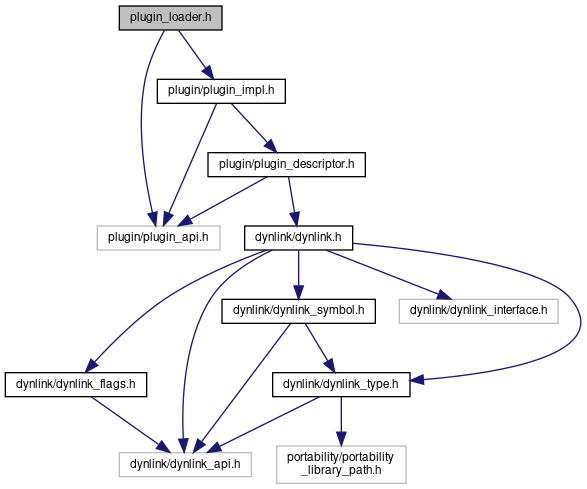 plugin_loader.h
plugin/plugin_impl.h
plugin/plugin_descriptor.h
plugin/plugin_api.h
dynlink/dynlink.h
dynlink/dynlink_symbol.h
dynlink/dynlink_interface.h
dynlink/dynlink_flags.h
dynlink/dynlink_type.h
dynlink/dynlink_api.h
portability/portability
_library_path.h